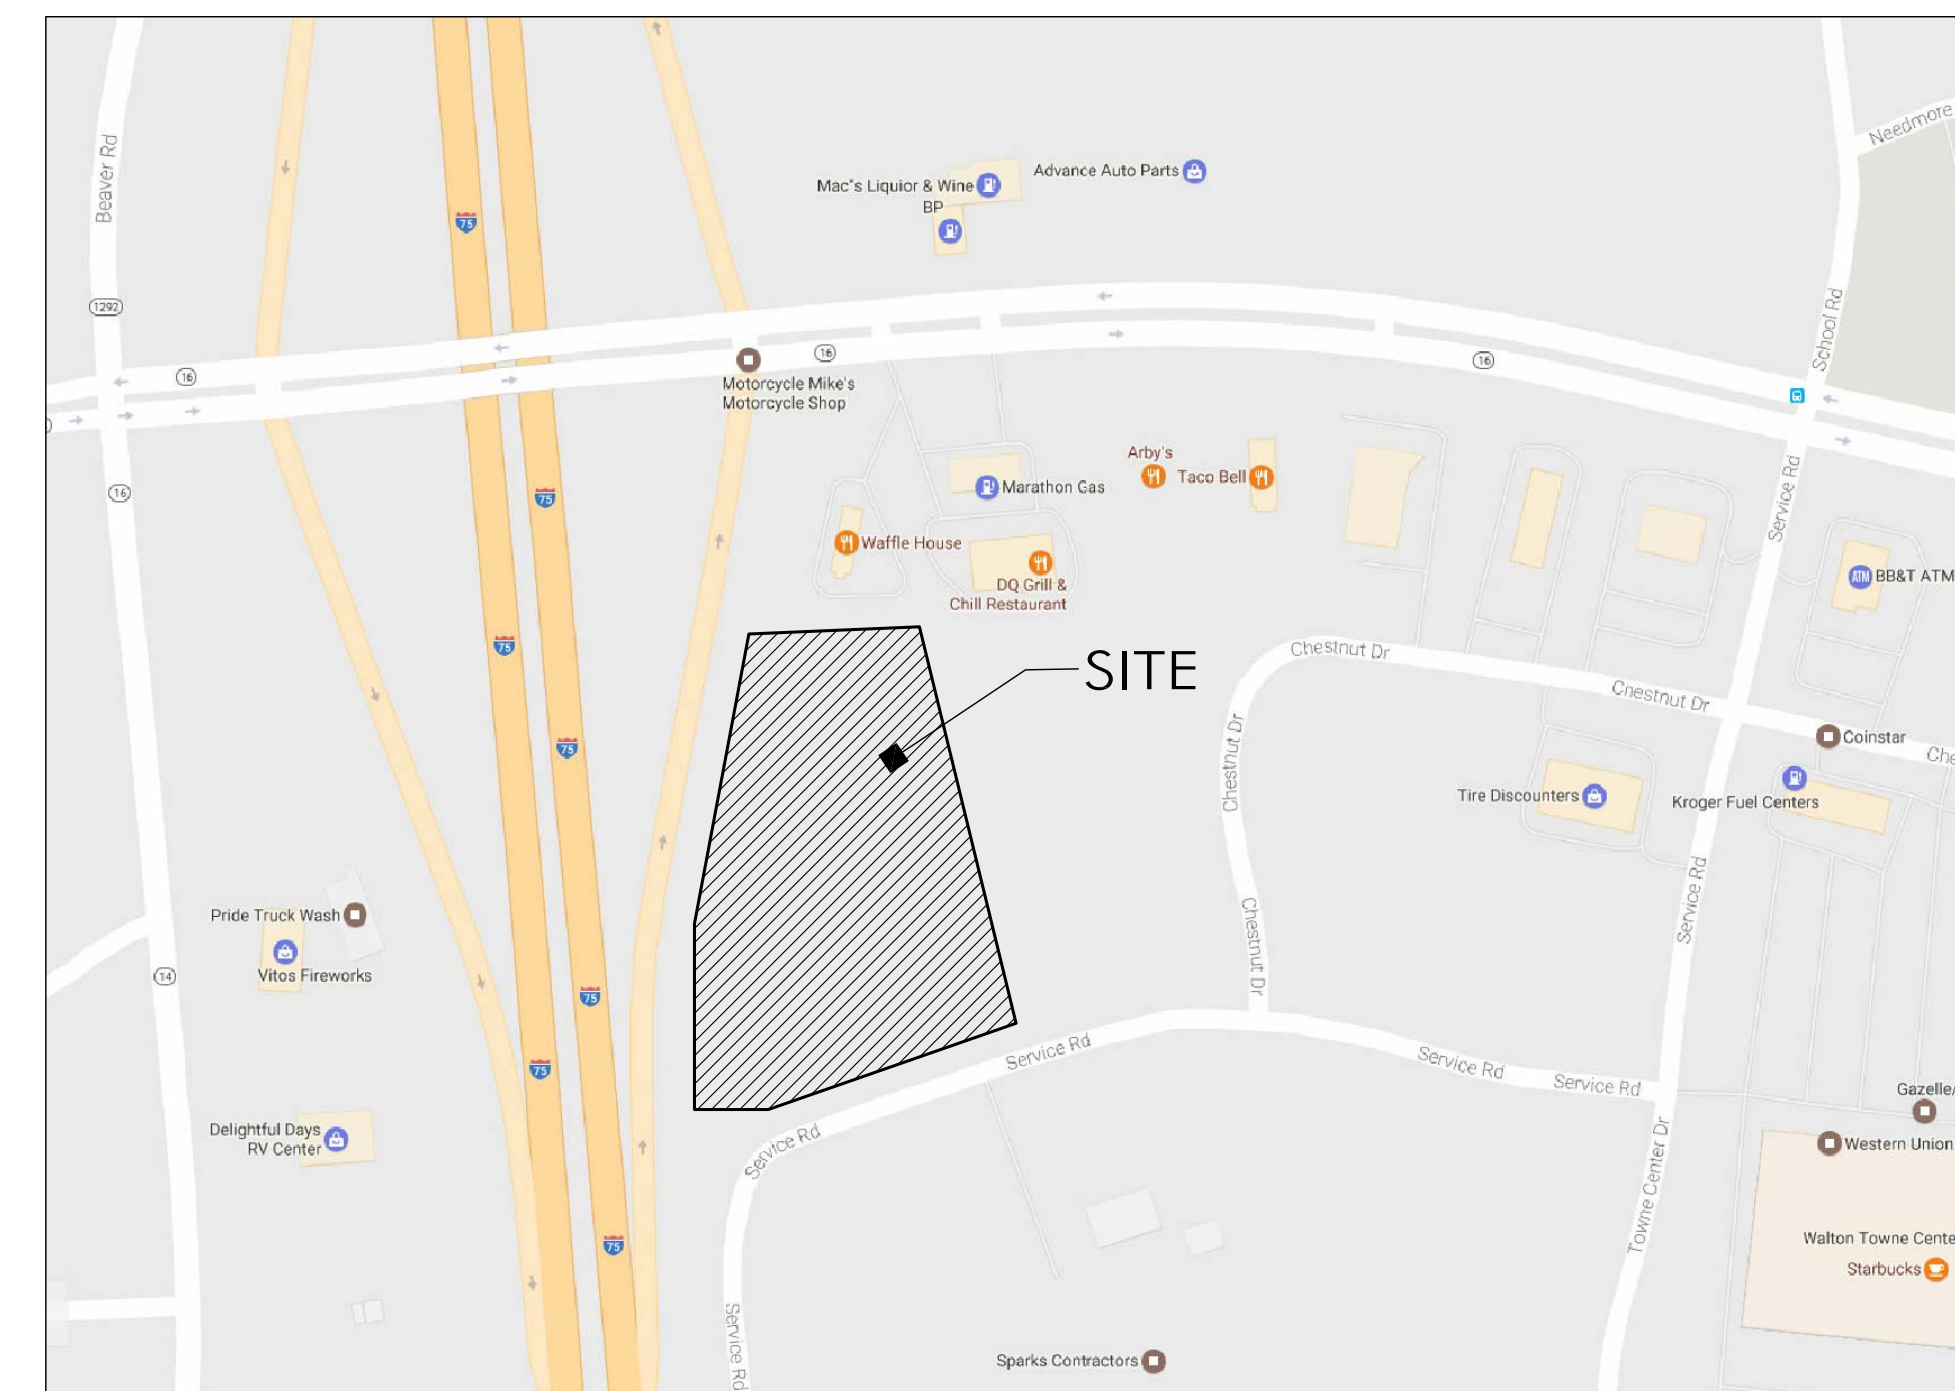 Needmore
Beaver Rd
Advance Auto Parts
Mac"s Liquior & Wine
BP
75
1292
School Rd
16
16
16
Motorcycle Mike's
Motorcycle Shop
Arby's
Taco Bell
Marathon Gas
16
75
Service Rd
Waffle House
DQ Grill &
Chill Restaurant
ATM
BB&T ATM
75
Chestnut Dr
SITE
Chestnut Dr
75
Chestnut Dr
Coinstar
Che
Tire Discounters
Kroger Fuel Centers
Service Rd
Pride Truck Wash
Vitos Fireworks
14
Chestnut Dr
75
Service Rd
75
Service Rd
Service Rd
Gazelle
Delightful Days
RV Center
Service Rd
Western Union
Towne Center Dr
75
Walton Towne Cente
Starbucks
Service Rd
Sparks Contractors